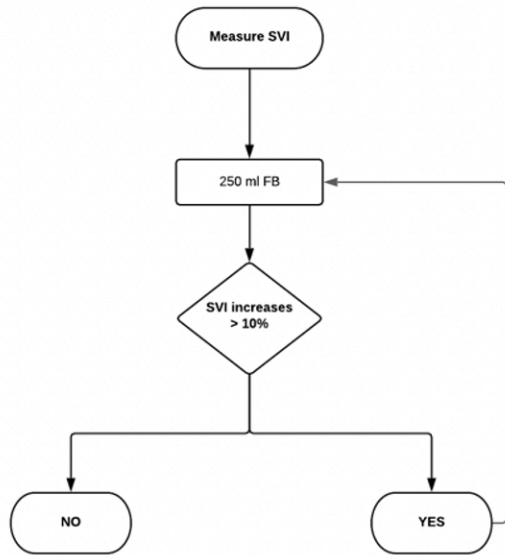 Measure SVI
250 ml FB
SVI increases
> 10%
NO
YES